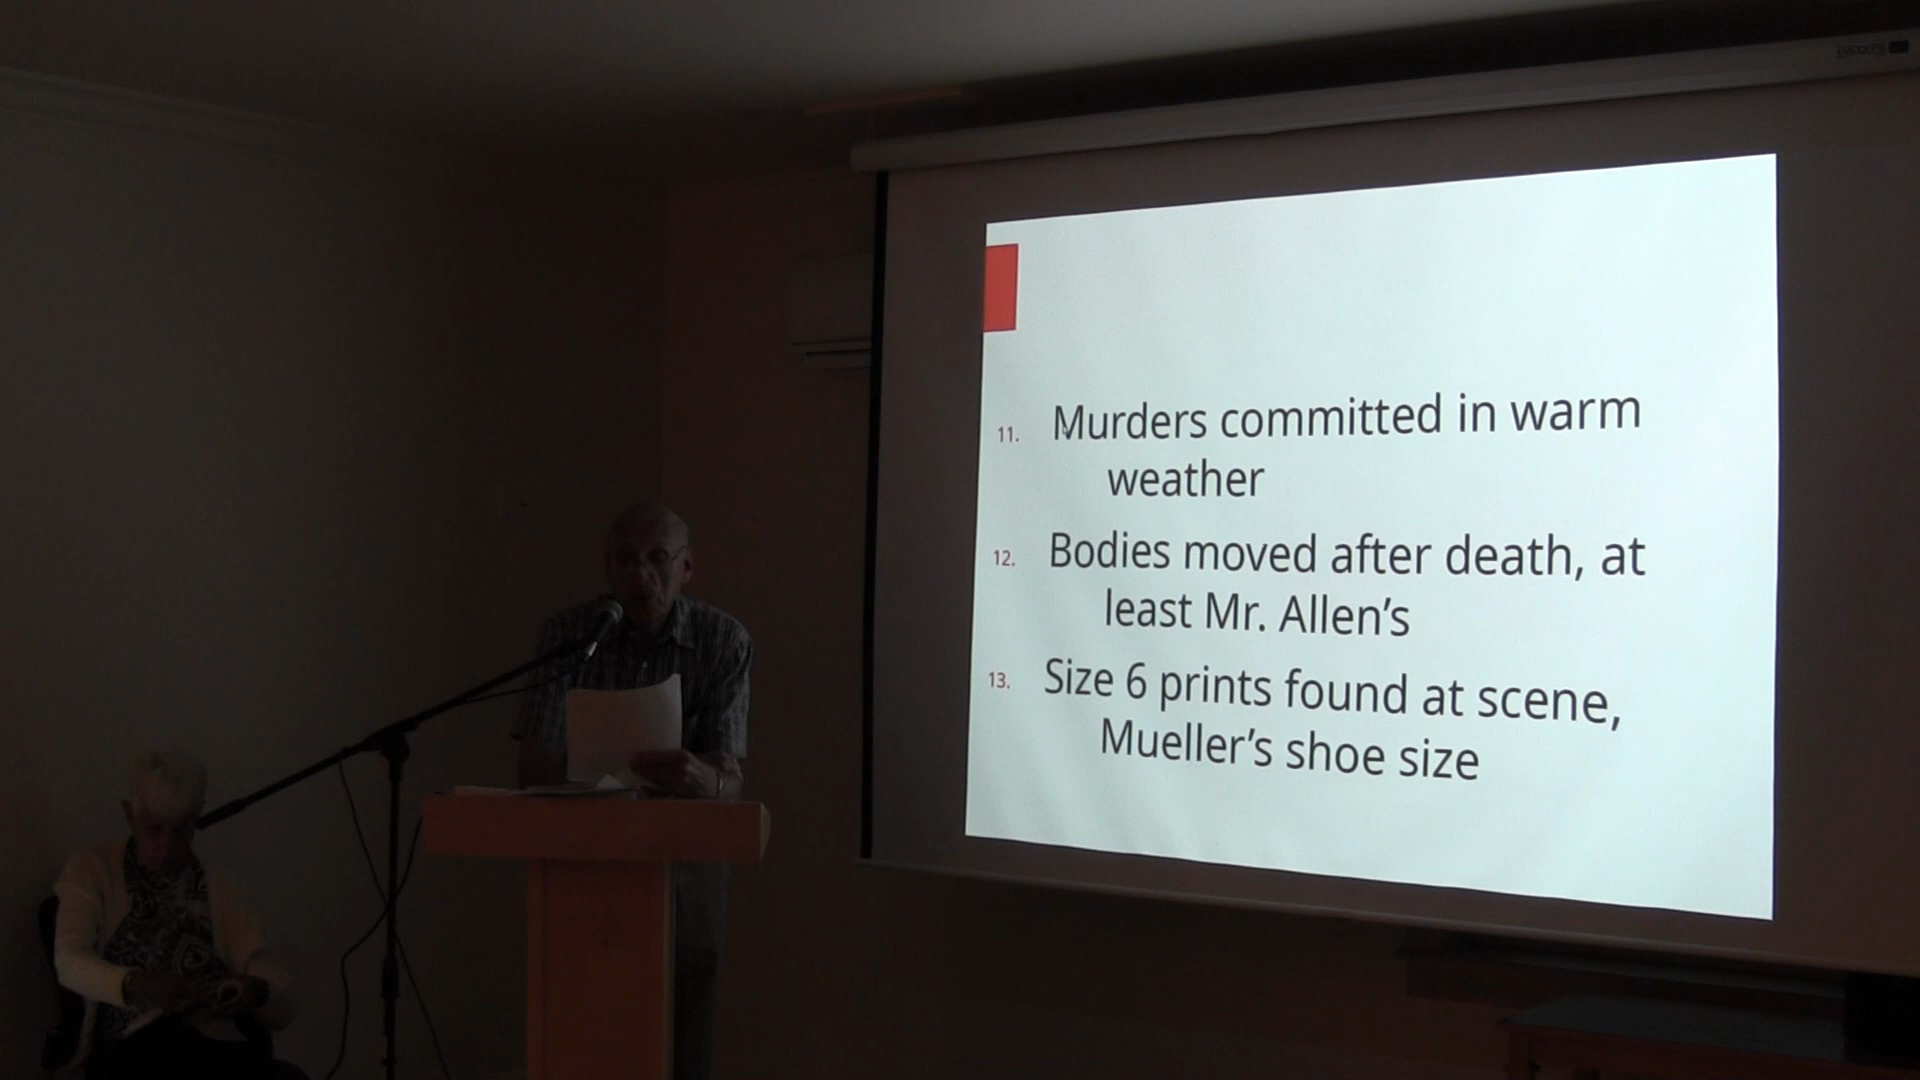 11. Murders committed in warm
weather
12. Bodies moved after death, at
least Mr. Allen’s
13. Size 6 prints found at scene,
Mueller’s shoe size